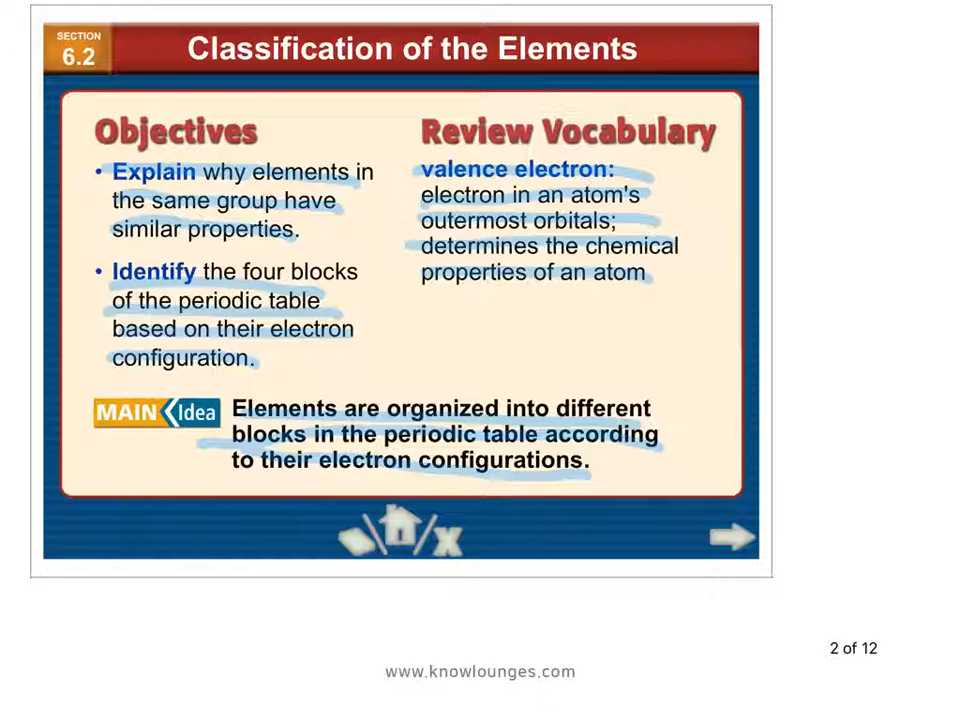 SECTION
6.2
Classification of the Elements
Objectives
• Explain why elements in
the same group have
similar properties.
• Identify the four blocks
of the periodic table
based on their electron
configuration.
Review Vocabulary
valence electron:
electron in an atom's
outermost orbitals;
determines the chemical
properties of an atom
MAIN Idea
Elements are organized into different
blocks in the periodic table according
to their electron configurations.
X
2 of 12
www.knowlounges.com